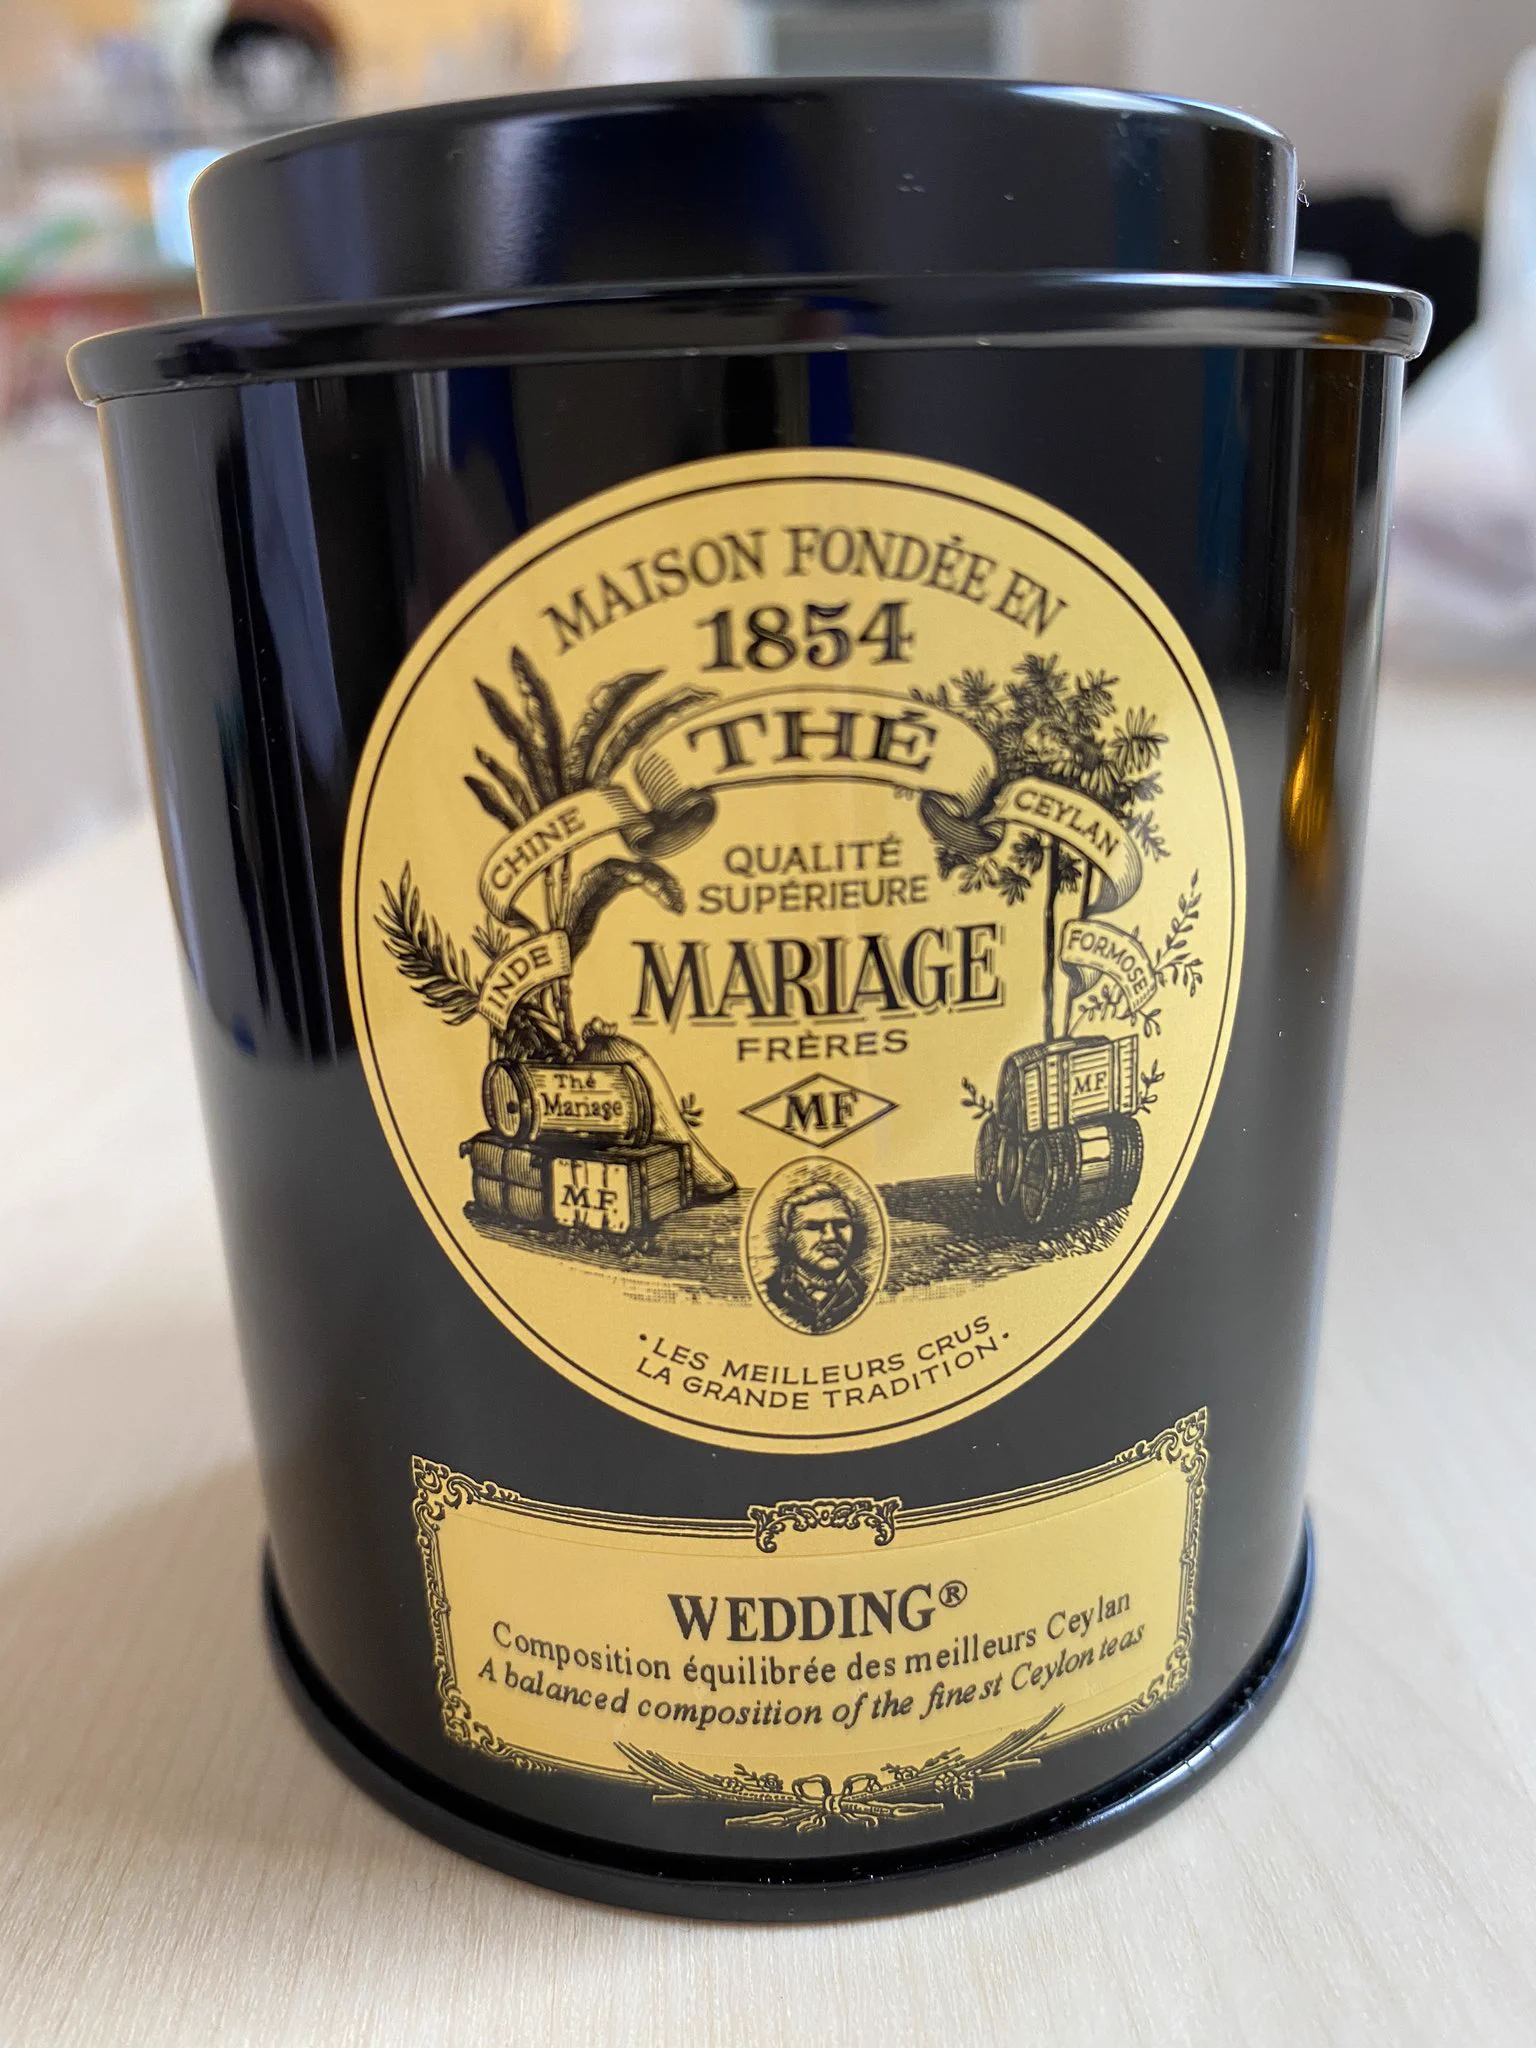 MAISON FONDÉE EN
1854
THÉ
CHINE
CEYLAN
INDE
FORMOSE
QUALITÉ
SUPÉRIEURE
MARIAGE
FRÈRES
MF
Thé
Mariage
M.F
MF
• LES MEILLEURS CRUS •
LA GRANDE TRADITION
WEDDING®
Composition équilibrée des meilleurs Ceylan
A balanced composition of the finest Ceylon teas